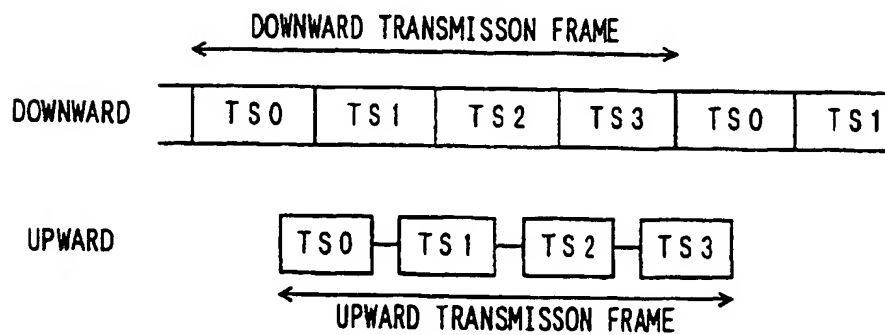 DOWNWARD TRANSMISSON FRAME
DOWNWARD TS0 TS1 TS2 TS3 TS0 TS1
UPWARD TS0 TS1 TS2 TS3
UPWARD TRANSMISSON FRAME